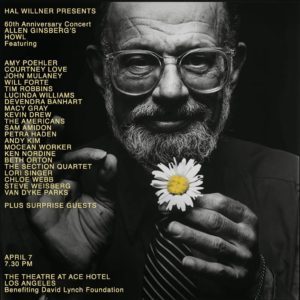 HAL WILLNER PRESENTS
60th Anniversary Concert
ALLEN GINSBERG'S
HOWL
Featuring
AMY POEHLER
COURTNEY LOVE
JOHN MULANEY
WILL FORTE
TIM ROBBINS
LUCINDA WILLIAMS
DEVENDRA BANHART
MACY GRAY
KEVIN DREW
THE AMERICANS
SAM AMIDON
PETRA HADEN
ANDY KIM
MOCEAN WORKER
KEN NORDINE
BETH ORTON
THE SECTION QUARTET
LORI SINGER
CHLOE WEBB
STEVE WEISBERG
VAN DYKE PARKS
PLUS SURPRISE GUESTS
APRIL 7
7.30 PM
THE THEATRE AT ACE HOTEL
LOS ANGELES
Benefiting David Lynch Foundation